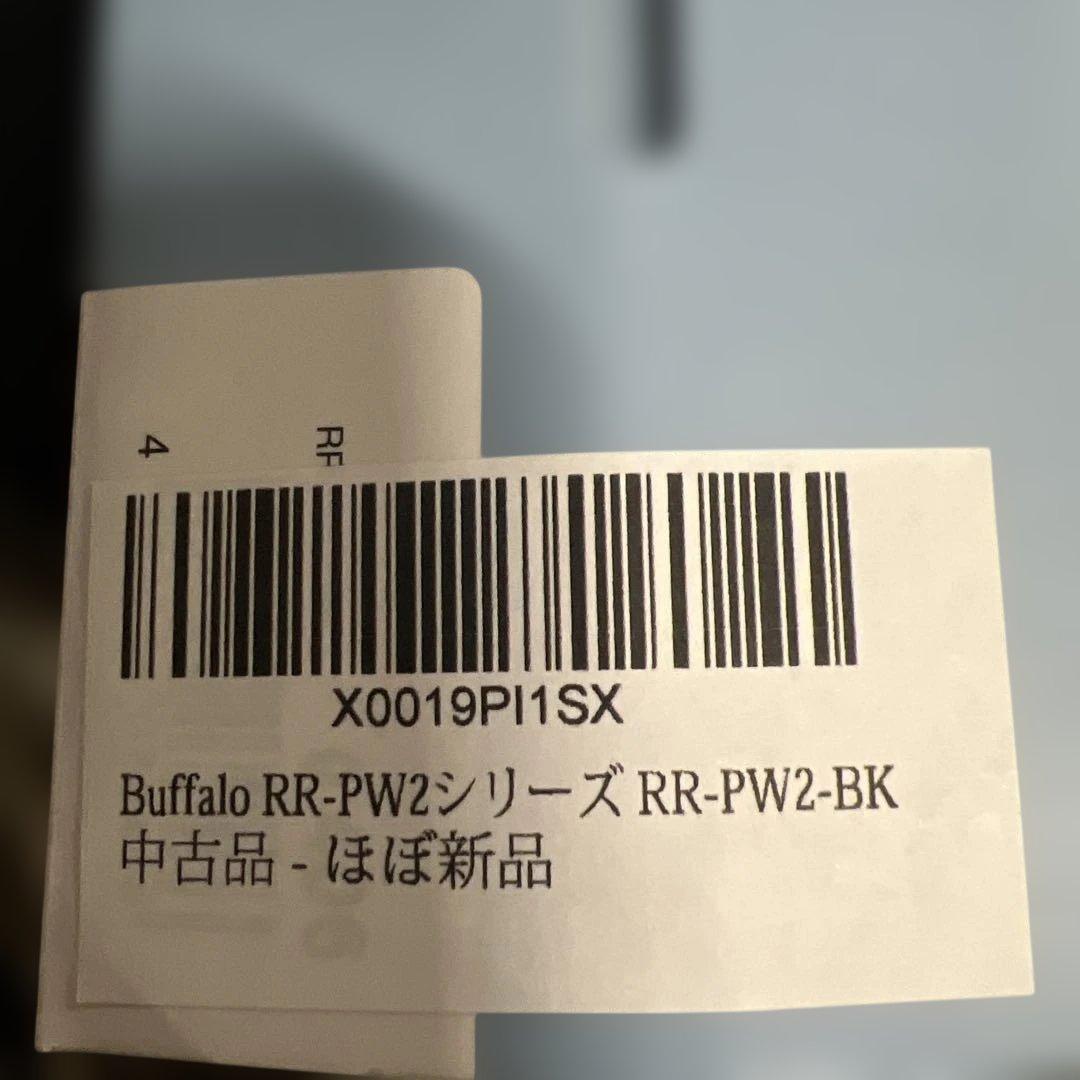 4
RF
X0019PI1SX
Buffalo RR-PW2シリーズ RR-PW2-BK
中古品 - ほぼ新品